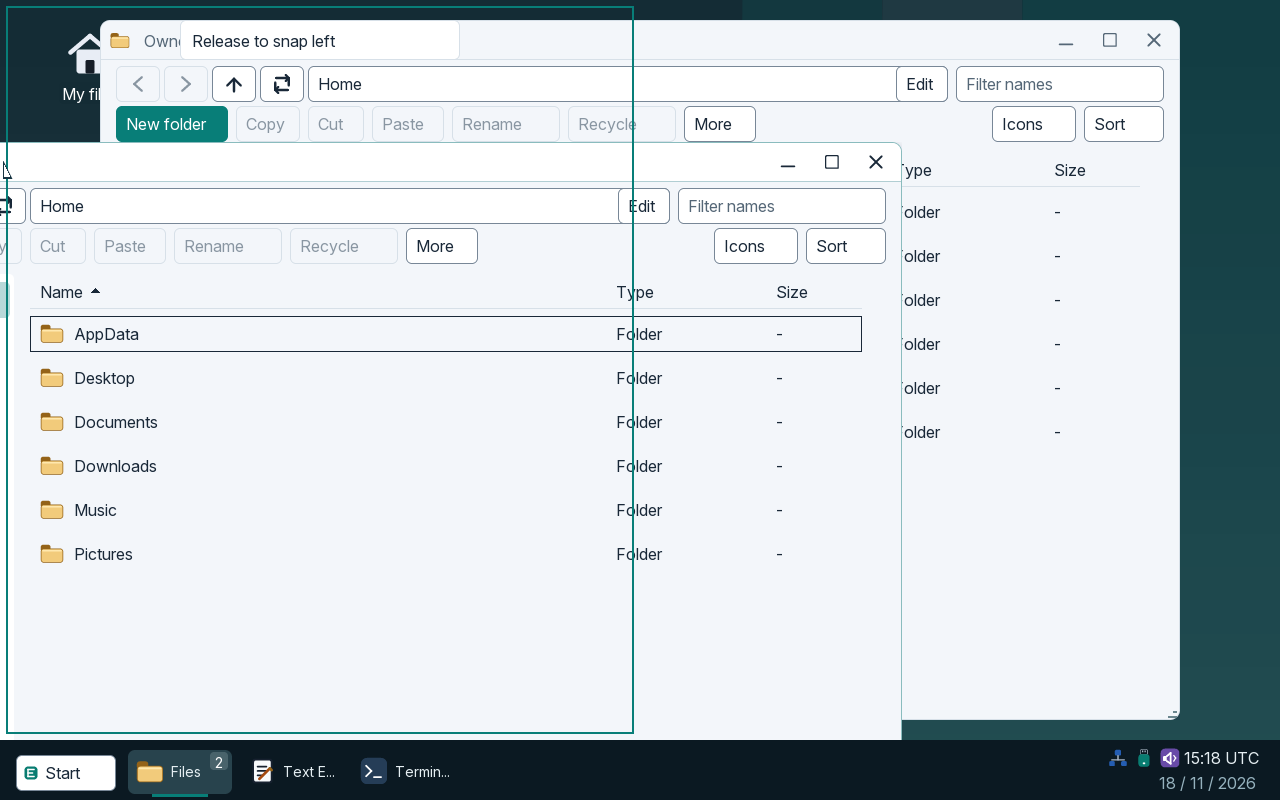 My fil
Owne
Release to snap left
Home
Edit
Filter names
New folder
Copy
Cut
Paste
Rename
Recycle
More
Icons
Sort
Type
Size
Folder
-
Folder
-
Folder
-
Folder
-
Folder
-
Folder
-
Home
Edit
Filter names
y
Cut
Paste
Rename
Recycle
More
Icons
Sort
Name
Type
Size
AppData
Folder
-
Desktop
Folder
-
Documents
Folder
-
Downloads
Folder
-
Music
Folder
-
Pictures
Folder
-
Start
Files
2
Text E...
Termin...
15:18 UTC
18 / 11 / 2026